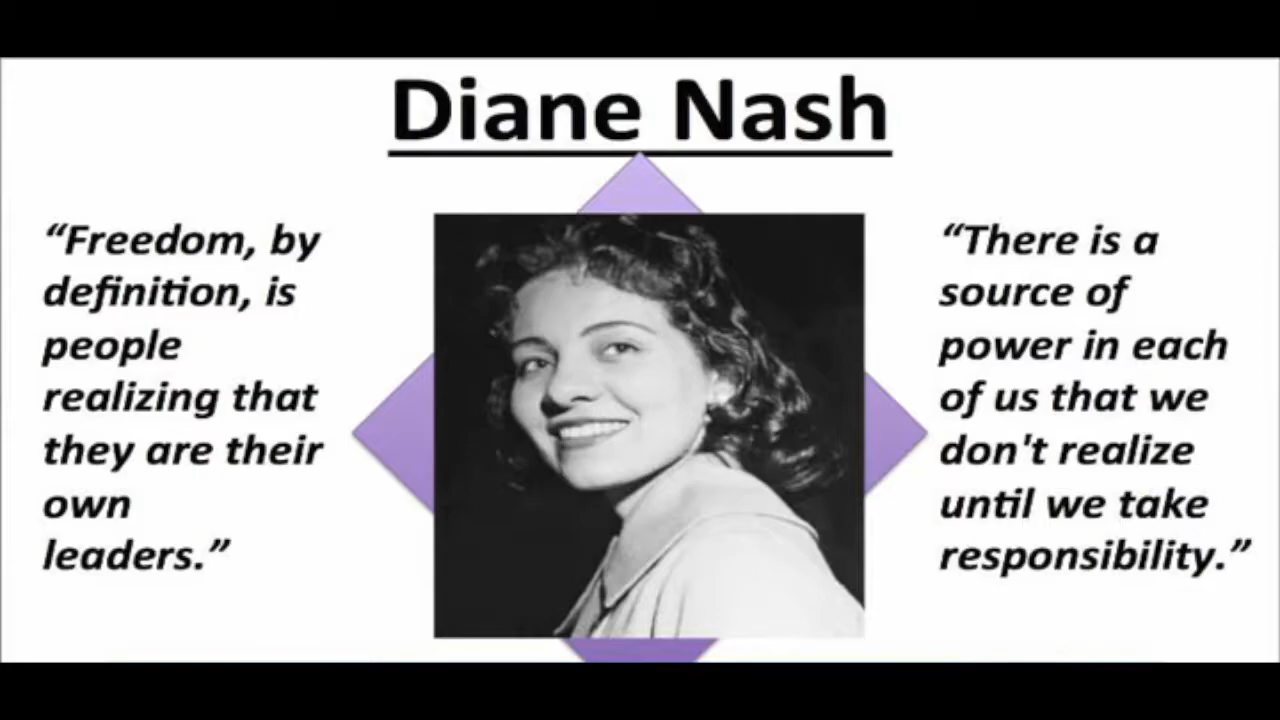 Diane Nash
“Freedom, by
definition, is
people
realizing that
they are their
own
leaders.”
“There is a
source of
power in each
of us that we
don't realize
until we take
responsibility.”